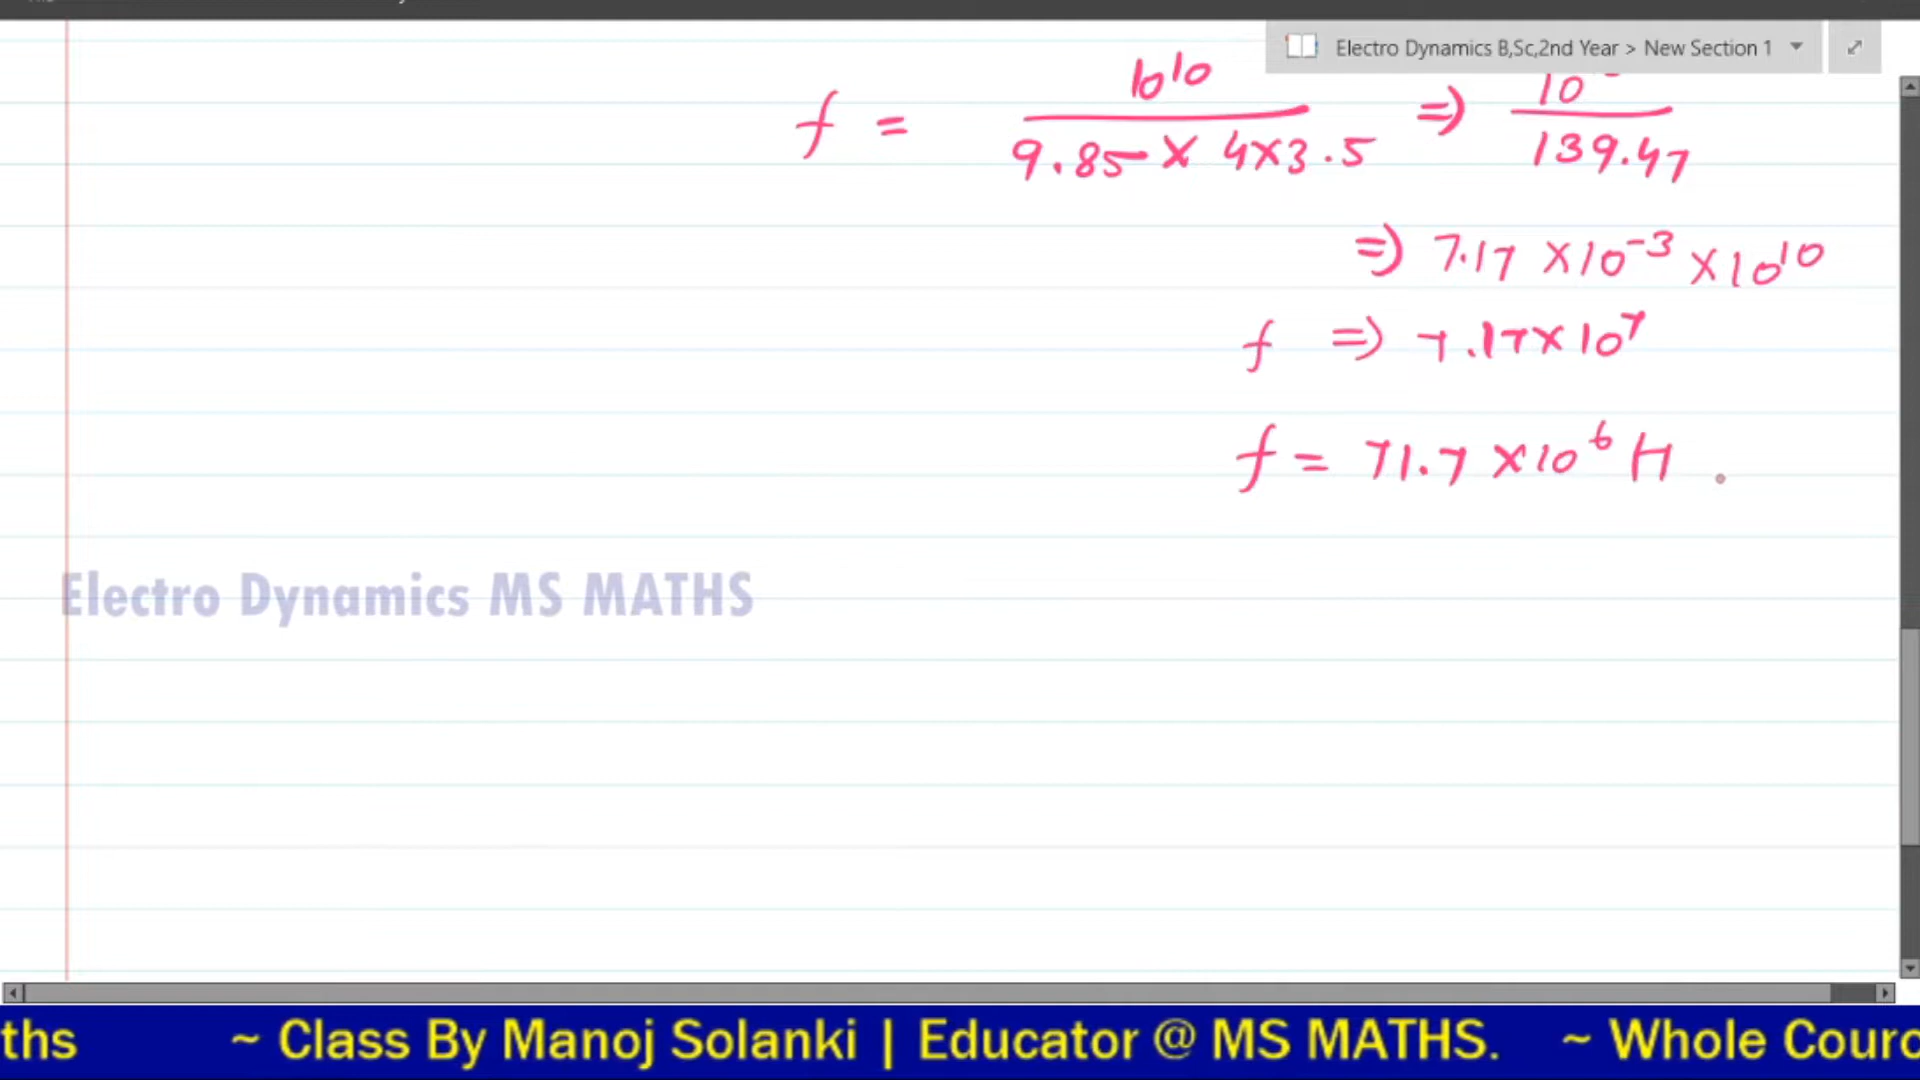 Electro Dynamics B,Sc,2nd Year > New Section 1
f = 10^10 / 9.85 × 4×3.5 => 10 / 139.47
=> 7.17 ×10^-3 ×10^10
f => 7.17×10^7
f = 71.7 ×10^6 H
Electro Dynamics MS MATHS
ths ~ Class By Manoj Solanki | Educator @ MS MATHS. ~ Whole Courc